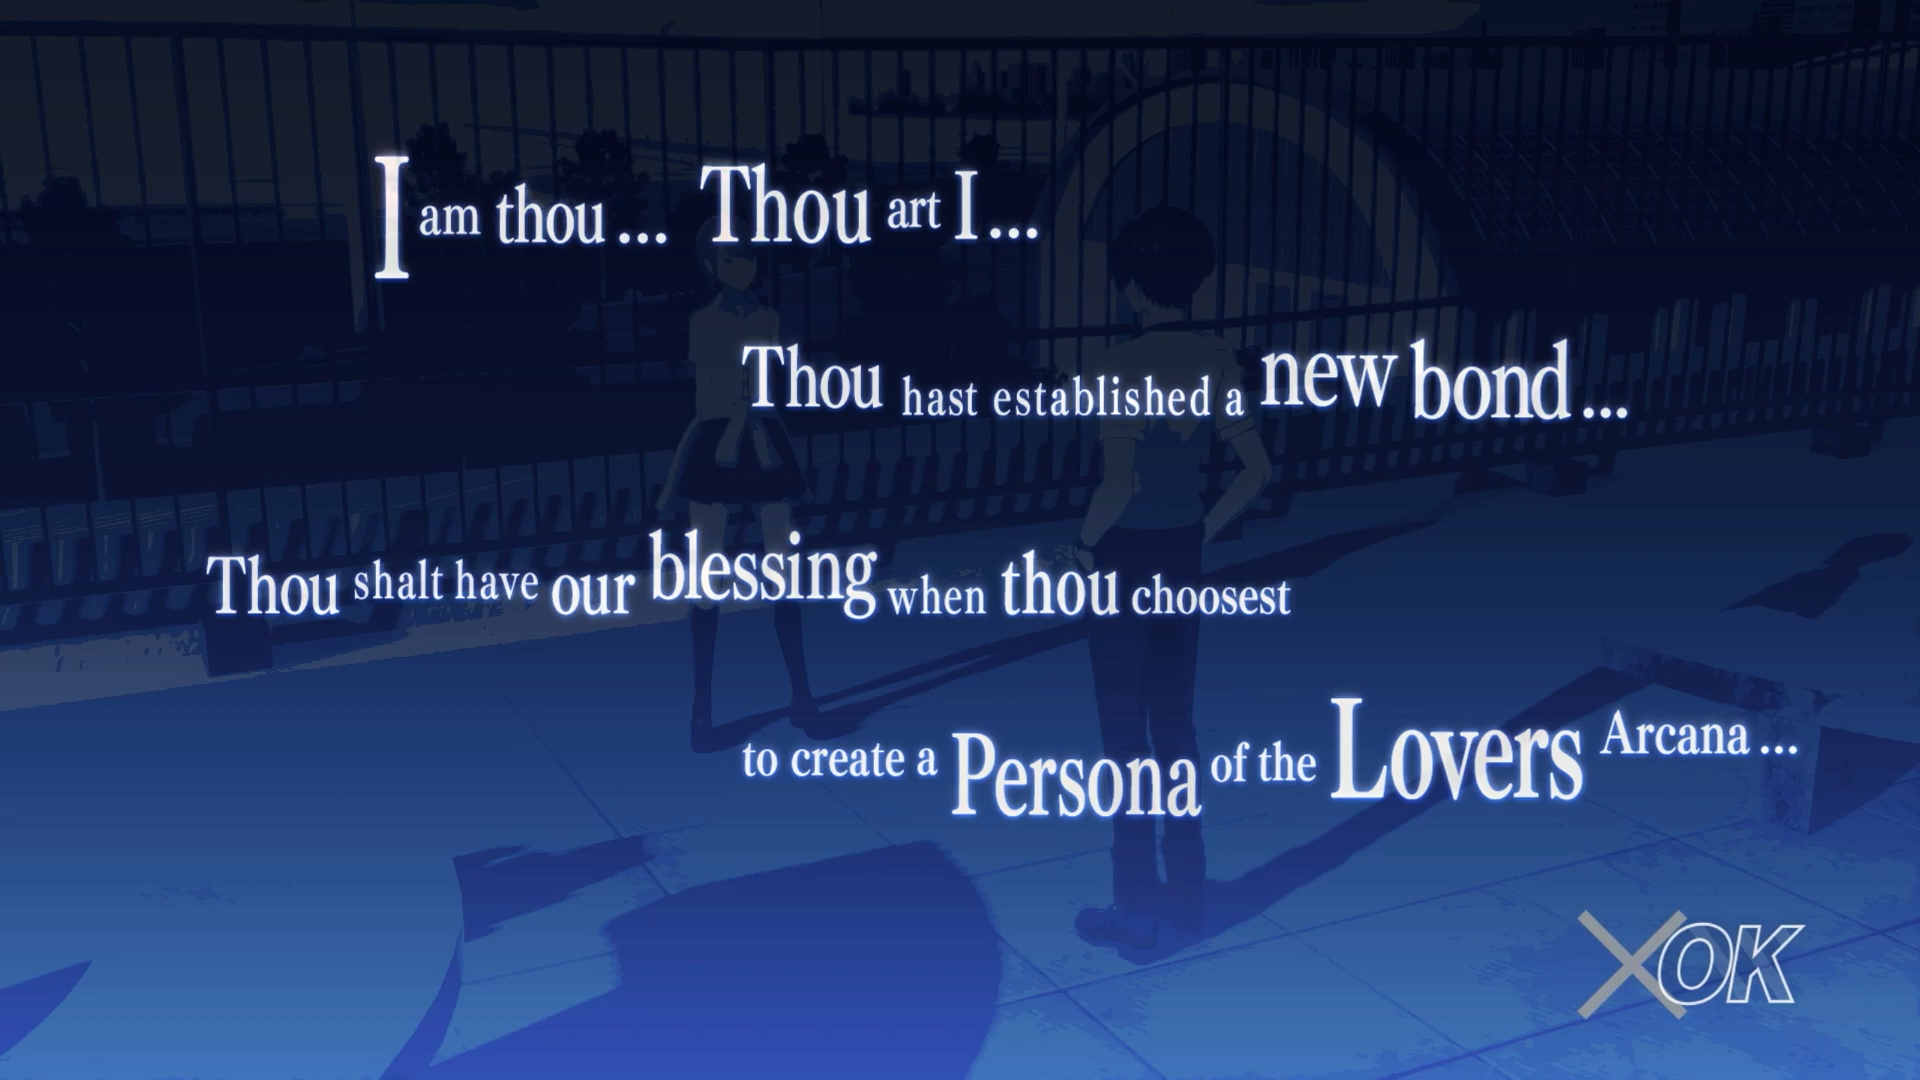 I am thou... Thou art I...
Thou hast established a new bond...
Thou shalt have our blessing when thou choosest
to create a Persona of the Lovers Arcana...
OK